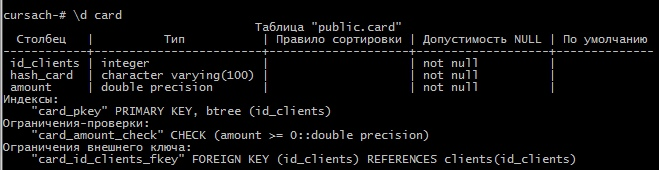 cursach-# \d card
Таблица "public.card"
Столбец | Тип | Правило сортировки | Допустимость NULL | По умолчанию
------------+------------------------+--------------------+-------------------+--------------
id_clients | integer | | not null |
hash_card | character varying(100) | | not null |
amount | double precision | | not null |
Индексы:
"card_pkey" PRIMARY KEY, btree (id_clients)
Ограничения-проверки:
"card_amount_check" CHECK (amount >= 0::double precision)
Ограничения внешнего ключа:
"card_id_clients_fkey" FOREIGN KEY (id_clients) REFERENCES clients(id_clients)